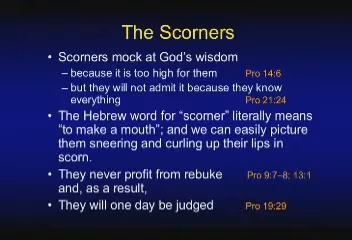 The Scorners
• Scorners mock at God's wisdom
– because it is too high for them Pro 14:6
– but they will not admit it because they know
everything Pro 21:24
• The Hebrew word for "scorner" literally means
"to make a mouth"; and we can easily picture
them sneering and curling up their lips in
scorn.
• They never profit from rebuke Pro 9:7–8; 13:1
and, as a result,
• They will one day be judged Pro 19:29